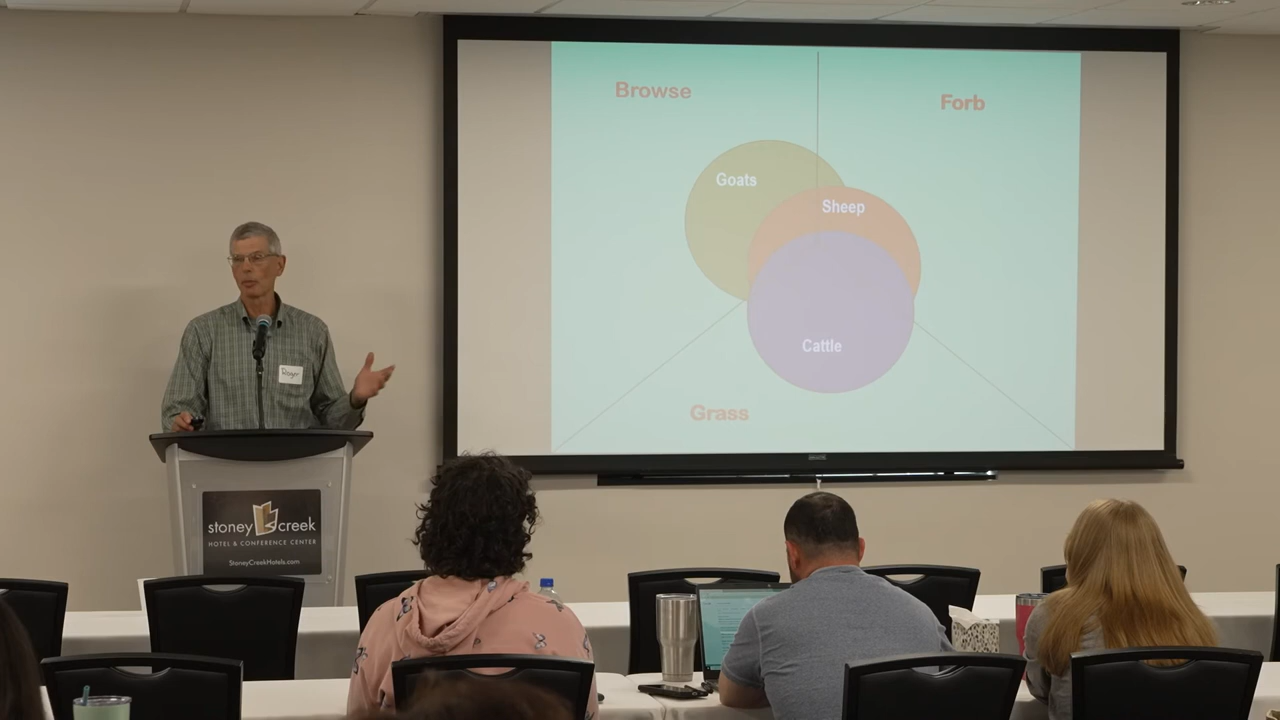 Browse
Forb
Goats
Sheep
Cattle
Grass
Roger
stoney creek
HOTEL & CONFERENCE CENTER
StoneyCreekHotels.com